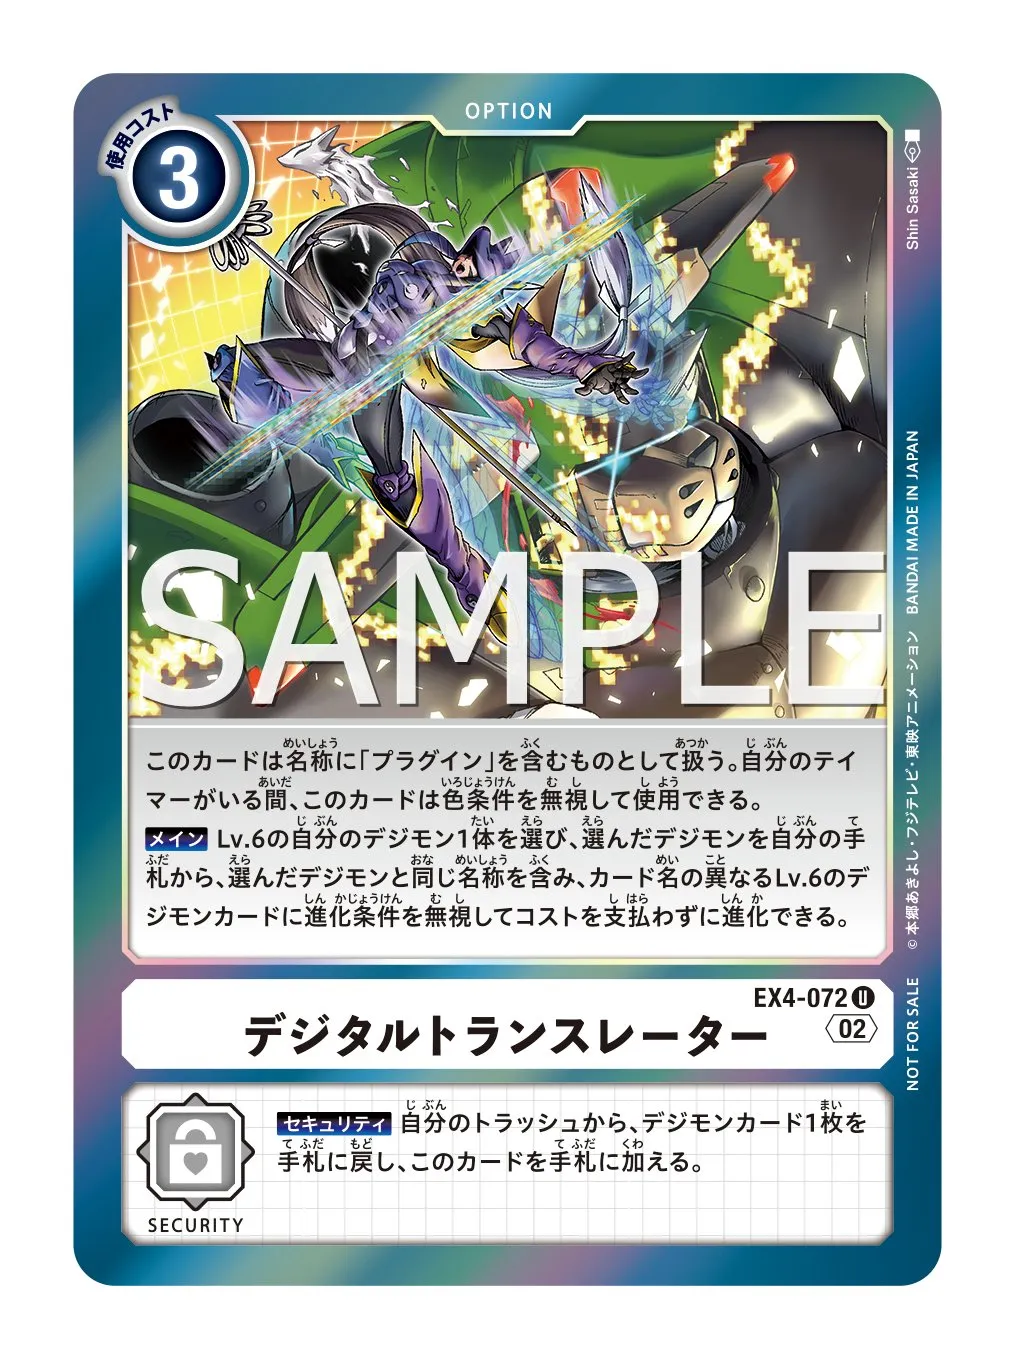 OPTION
使用コスト
3
Shin Sasaki
SAMPLE
このカードは名称に「プラグイン」を含むものとして扱う。自分のテイ
マーがいる間、このカードは色条件を無視して使用できる。
メイン Lv.6の自分のデジモン1体を選び、選んだデジモンを自分の手
札から、選んだデジモンと同じ名称を含み、カード名の異なるLv.6のデ
ジモンカードに進化条件を無視してコストを支払わずに進化できる。
©本郷あきよし・フジテレビ・東映アニメーション BANDAI MADE IN JAPAN
NOT FOR SALE
EX4-072 U
02
デジタルトランスレーター
セキュリティ 自分のトラッシュから、デジモンカード1枚を
手札に戻し、このカードを手札に加える。
SECURITY